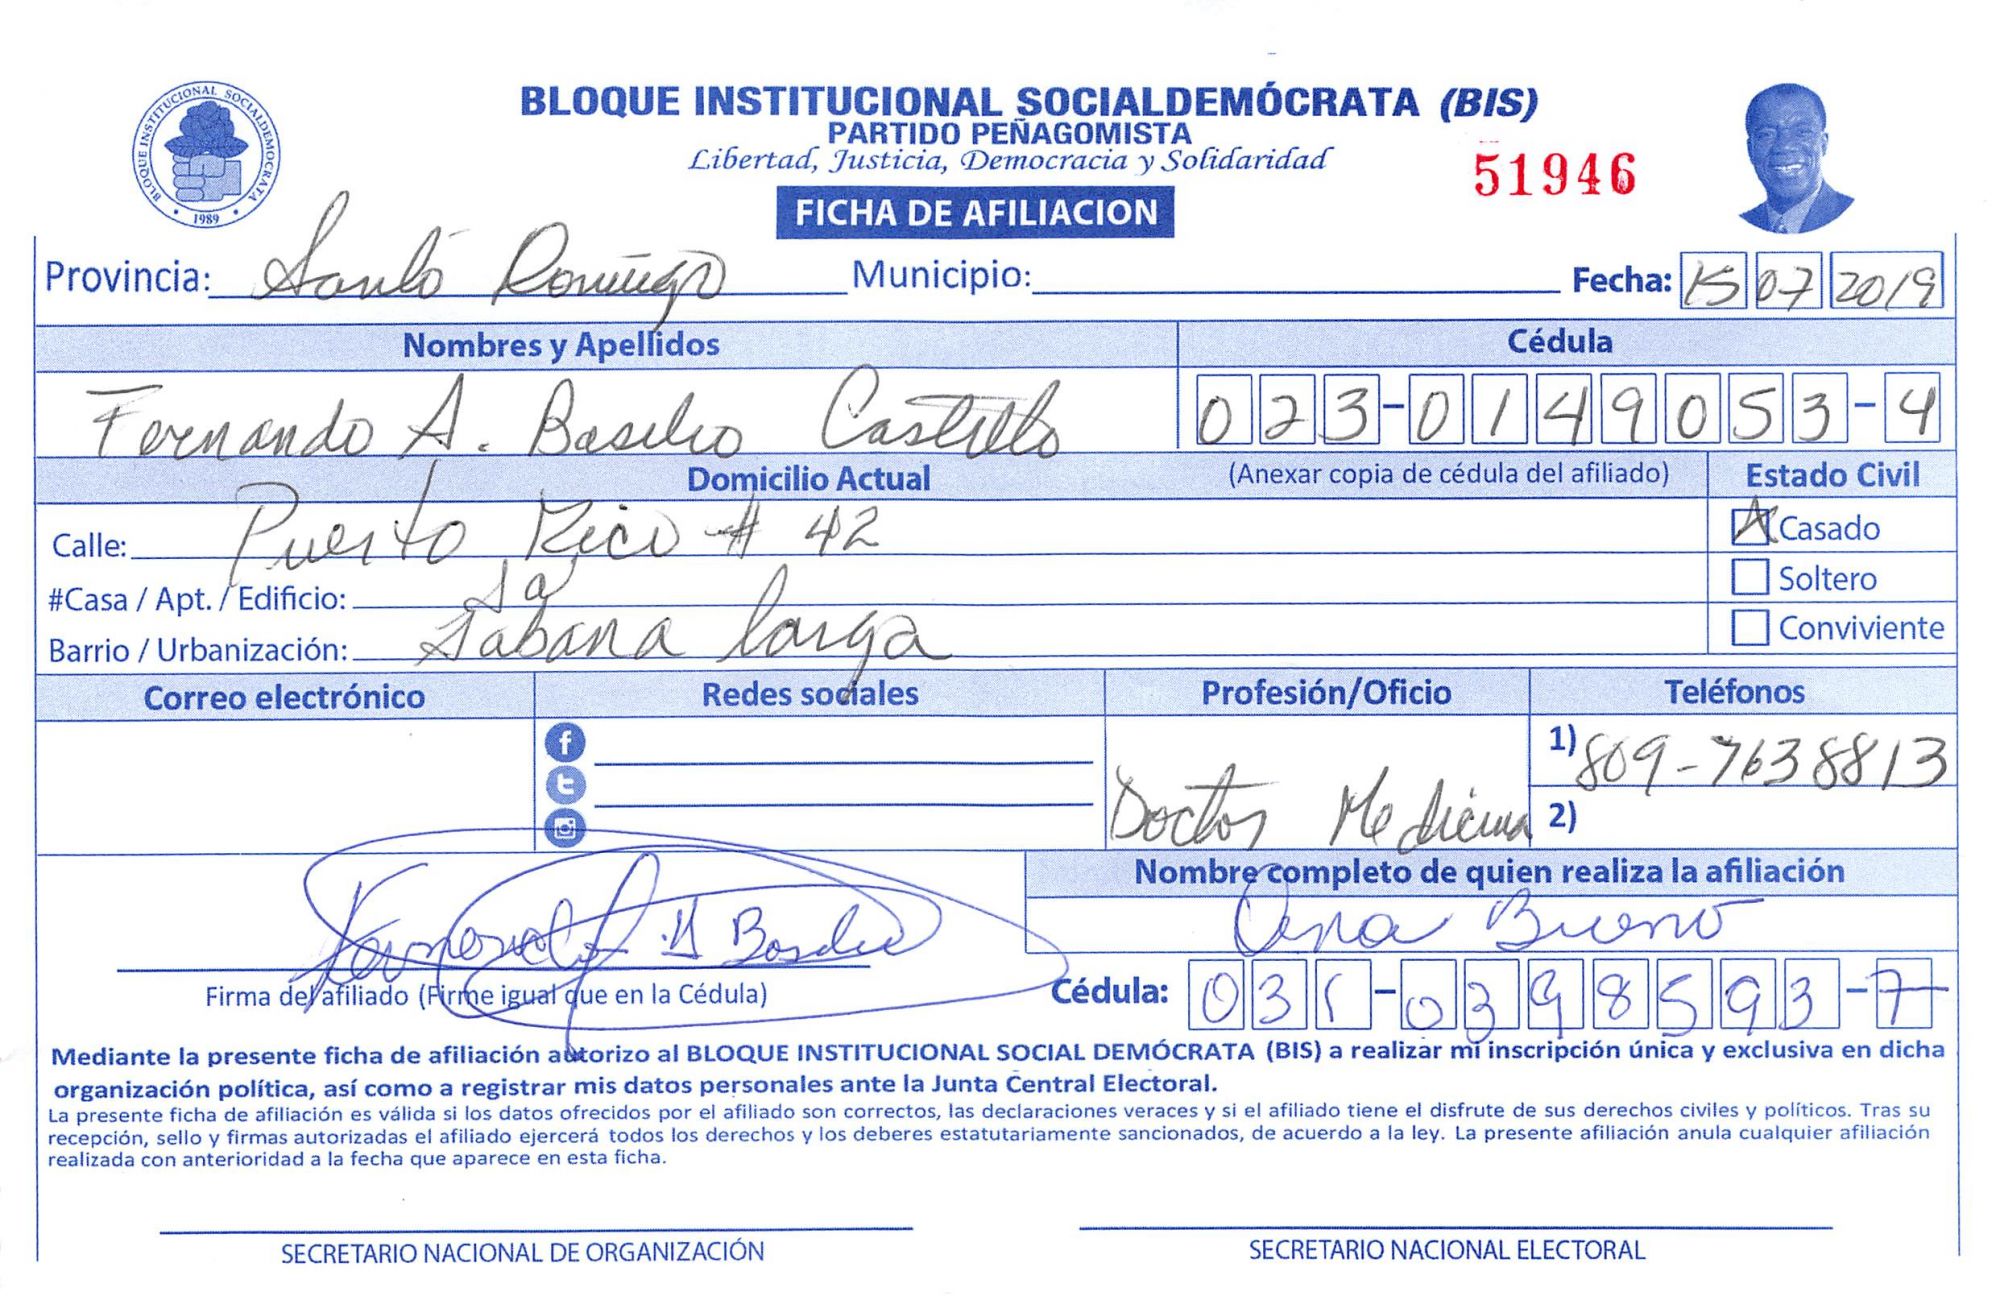 BLOQUE INSTITUCIONAL SOCIALDEMOCRATA
1989
BLOQUE INSTITUCIONAL SOCIALDEMÓCRATA (BIS)
PARTIDO PEÑAGOMISTA
Libertad, Justicia, Democracia y Solidaridad
51946
FICHA DE AFILIACION
Provincia: Santo Domingo Municipio: Fecha: 15 07 2019
Nombres y Apellidos Cédula
Fernando A. Basilio Castillo 023-0149053-4
Domicilio Actual (Anexar copia de cédula del afiliado) Estado Civil
Calle: Puerto Rico # 42 Casado
#Casa / Apt. / Edificio: Soltero
Barrio / Urbanización: Sabana larga Conviviente
Correo electrónico Redes sociales Profesión/Oficio Teléfonos
1) 809-7638813
Doctor Medicina 2)
Nombre completo de quien realiza la afiliación
Fernando A Basilio Bueno
Firma del afiliado (Firme igual que en la Cédula) Cédula: 031-0398593-7
Mediante la presente ficha de afiliación autorizo al BLOQUE INSTITUCIONAL SOCIAL DEMÓCRATA (BIS) a realizar mi inscripción única y exclusiva en dicha
organización política, así como a registrar mis datos personales ante la Junta Central Electoral.
La presente ficha de afiliación es válida si los datos ofrecidos por el afiliado son correctos, las declaraciones veraces y si el afiliado tiene el disfrute de sus derechos civiles y políticos. Tras su
recepción, sello y firmas autorizadas el afiliado ejercerá todos los derechos y los deberes estatutariamente sancionados, de acuerdo a la ley. La presente afiliación anula cualquier afiliación
realizada con anterioridad a la fecha que aparece en esta ficha.
SECRETARIO NACIONAL DE ORGANIZACIÓN SECRETARIO NACIONAL ELECTORAL